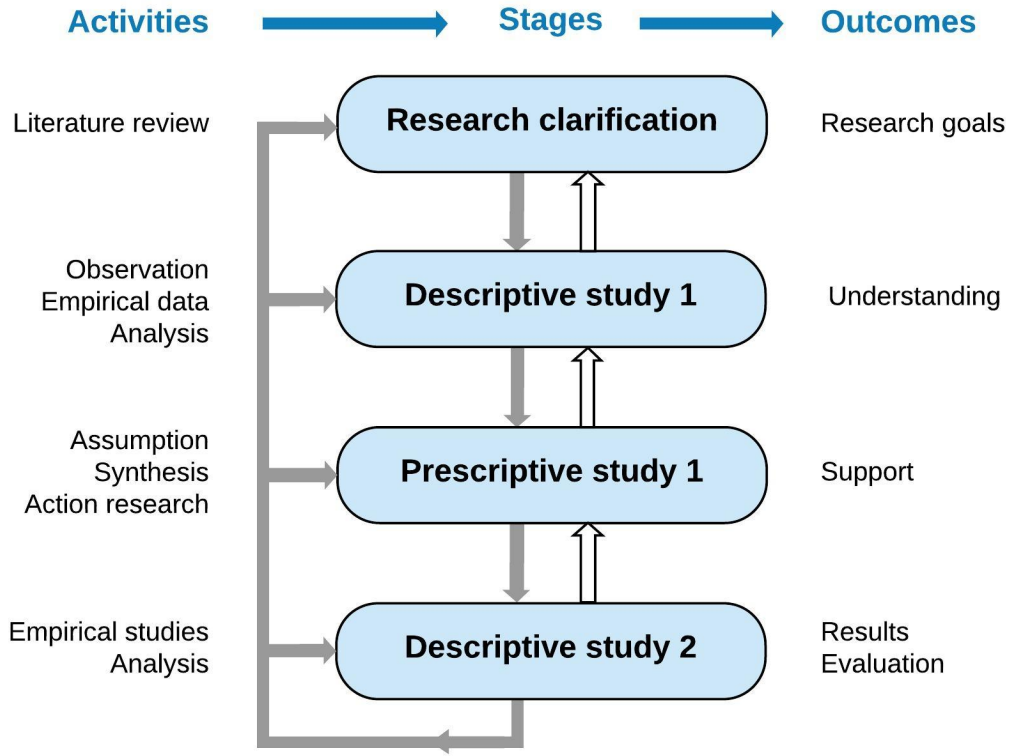 Activities
Stages
Outcomes
Literature review
Research clarification
Research goals
Observation
Empirical data
Analysis
Descriptive study 1
Understanding
Assumption
Synthesis
Action research
Prescriptive study 1
Support
Empirical studies
Analysis
Descriptive study 2
Results
Evaluation